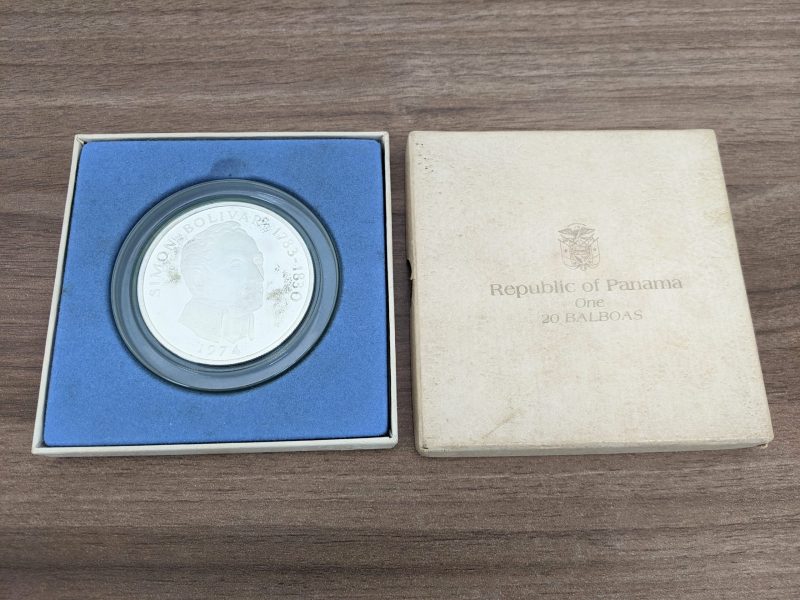 SIMON BOLIVAR 1783-1830
1974
Republic of Panama
One
20 BALBOAS